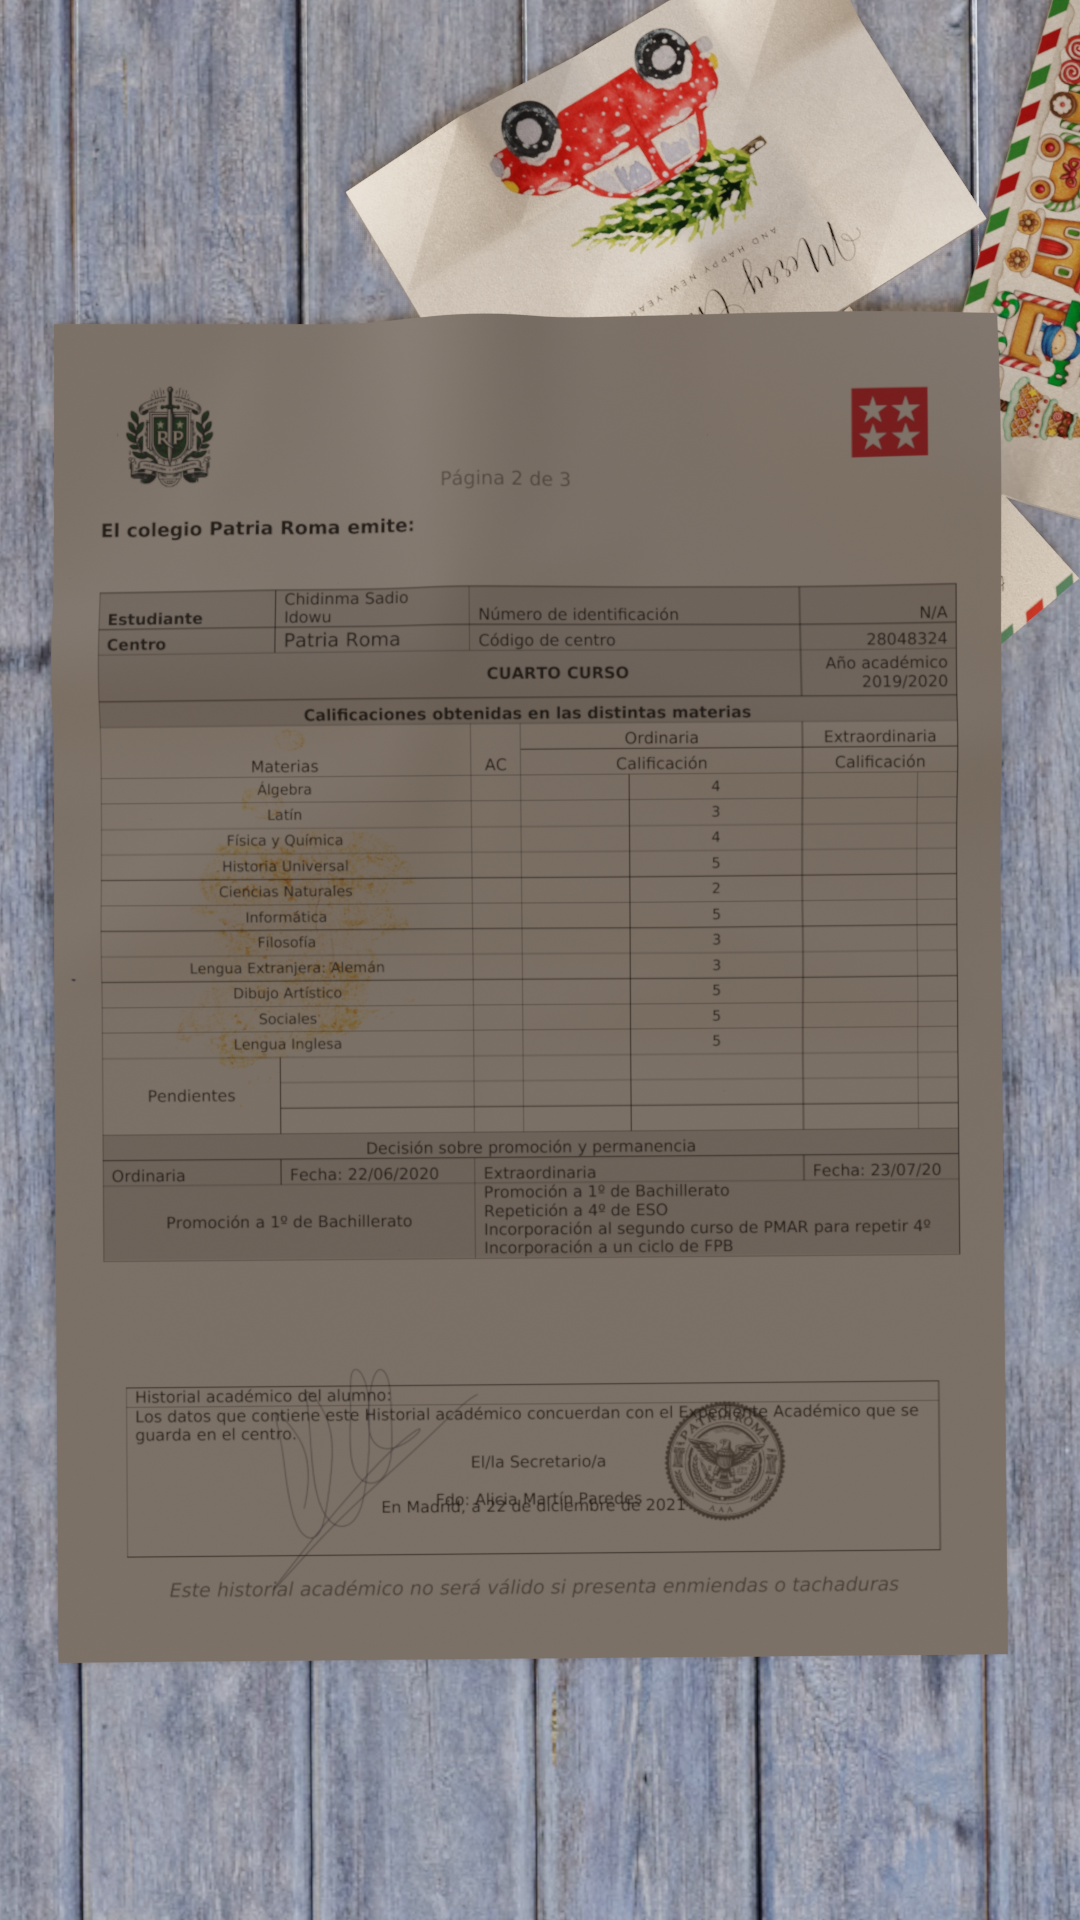 Merry
AND HAPPY NEW YEAR
RP
Página 2 de 3
El colegio Patria Roma emite:
Estudiante Chidinma Sadio Idowu Número de identificación N/A
Centro Patria Roma Código de centro 28048324
CUARTO CURSO Año académico 2019/2020
Calificaciones obtenidas en las distintas materias
Materias AC Ordinaria Extraordinaria
Calificación Calificación
Álgebra 4
Latín 3
Física y Química 4
Historia Universal 5
Ciencias Naturales 2
Informática 5
Filosofía 3
Lengua Extranjera: Alemán 3
Dibujo Artístico 5
Sociales 5
Lengua Inglesa 5
Pendientes
Decisión sobre promoción y permanencia
Ordinaria Fecha: 22/06/2020 Extraordinaria Fecha: 23/07/20
Promoción a 1º de Bachillerato
Promoción a 1º de Bachillerato
Repetición a 4º de ESO
Incorporación al segundo curso de PMAR para repetir 4º
Incorporación a un ciclo de FPB
Historial académico del alumno:
Los datos que contiene este Historial académico concuerdan con el Expediente Académico que se
guarda en el centro.
El/la Secretario/a
PATRIA ROMA
AAA
Fdo: Alicia Martín Paredes
En Madrid, a 22 de diciembre de 2021
Este historial académico no será válido si presenta enmiendas o tachaduras